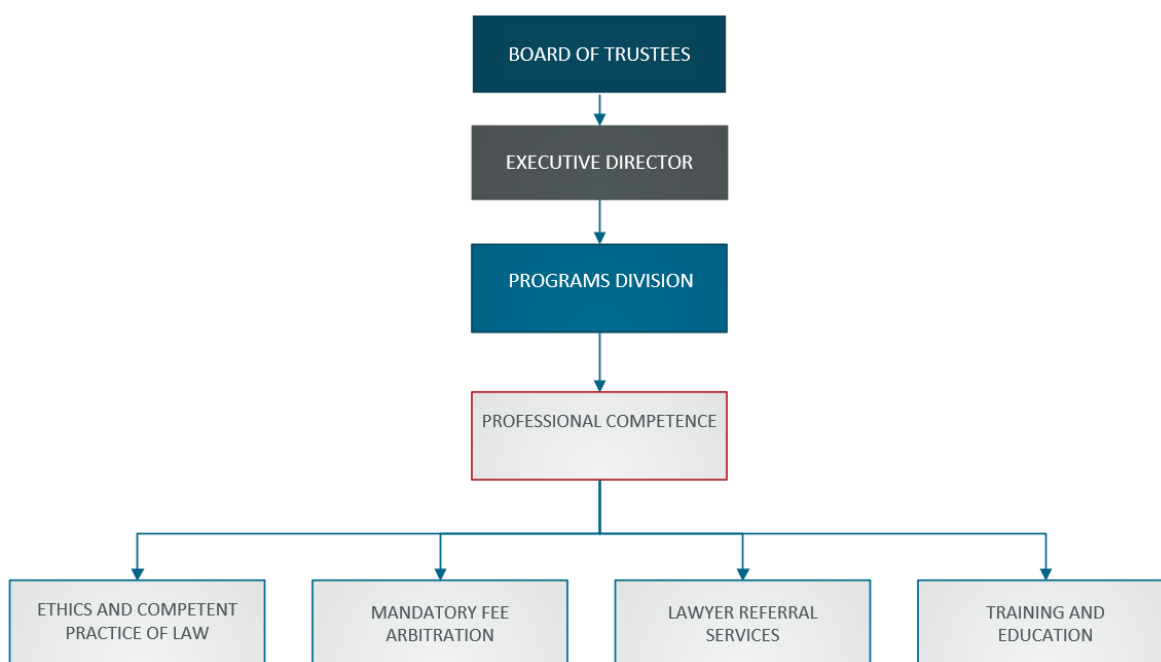 BOARD OF TRUSTEES
EXECUTIVE DIRECTOR
PROGRAMS DIVISION
PROFESSIONAL COMPETENCE
ETHICS AND COMPETENT
PRACTICE OF LAW
MANDATORY FEE
ARBITRATION
LAWYER REFERRAL
SERVICES
TRAINING AND
EDUCATION